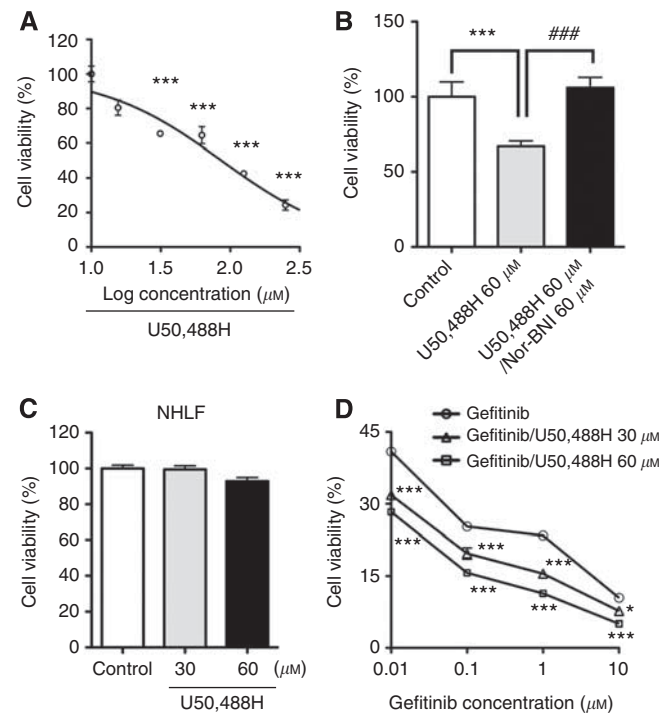 A
120
100
80
60
40
20
0
Cell viability (%)
***
***
***
***
1.0 1.5 2.0 2.5
Log concentration (μM)
U50,488H
B
150
100
50
0
Cell viability (%)
*** ###
Control
U50,488H 60 μM
U50,488H 60 μM
/Nor-BNI 60 μM
C
NHLF
120
100
80
60
40
20
0
Cell viability (%)
Control 30 60 (μM)
U50,488H
D
Gefitinib
Gefitinib/U50,488H 30 μM
Gefitinib/U50,488H 60 μM
45
30
15
0
Cell viability (%)
***
***
***
***
***
***
*
***
0.01 0.1 1 10
Gefitinib concentration (μM)